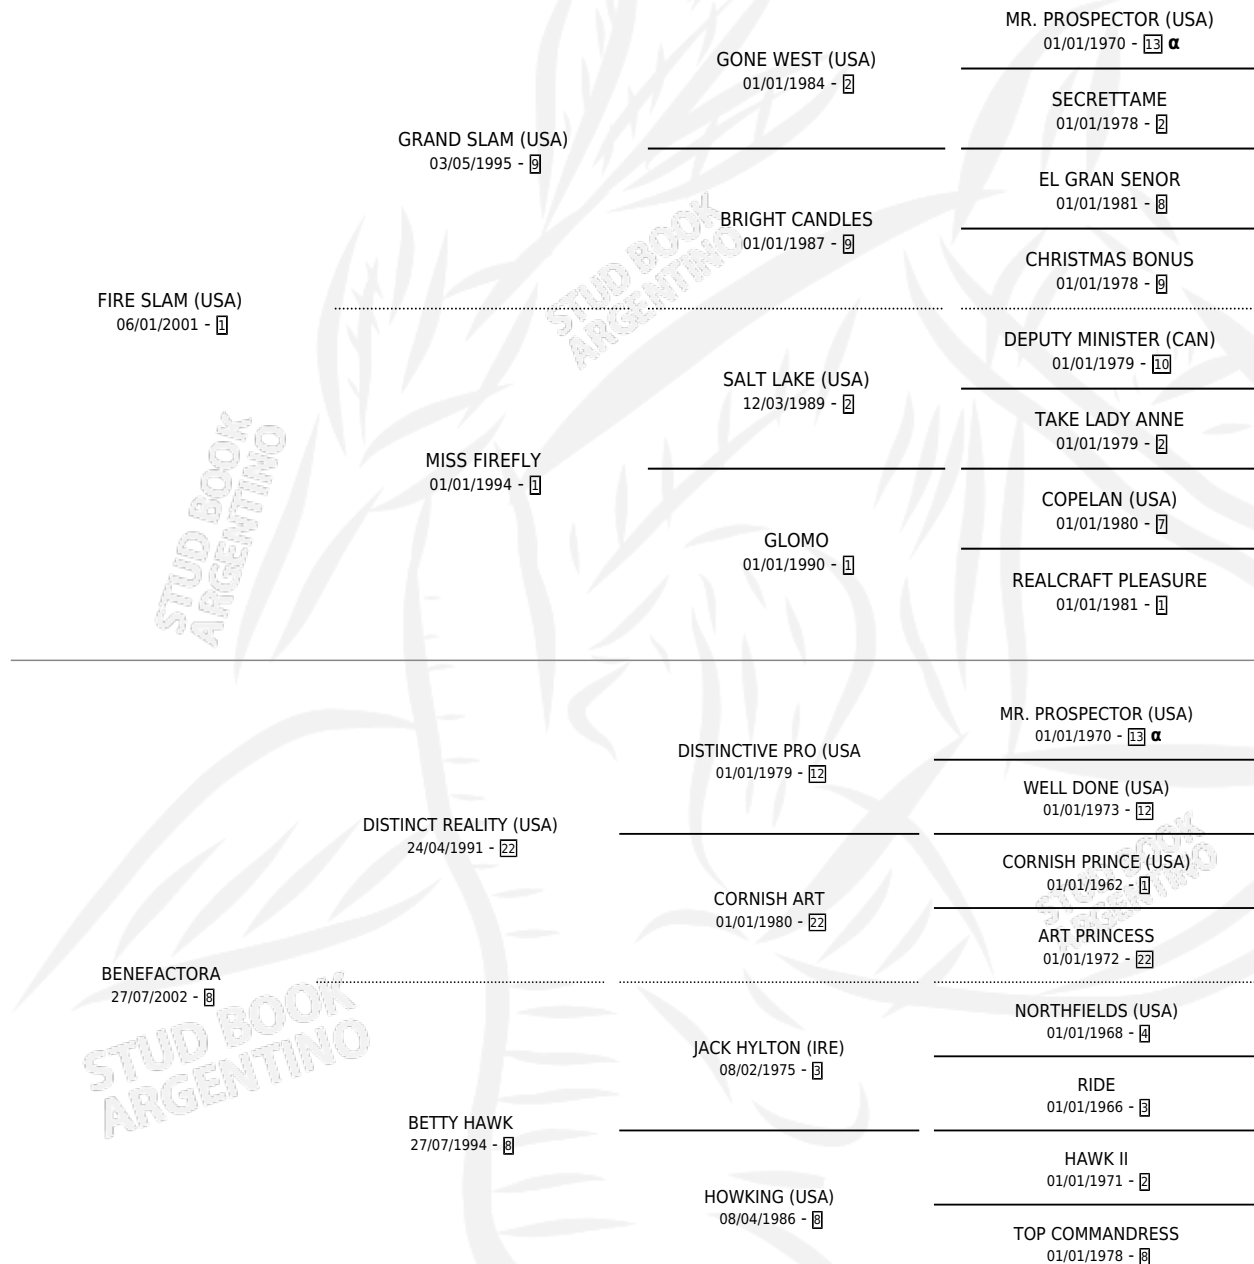 MR. PROSPECTOR (USA)
01/01/1970 - 13 α
GONE WEST (USA)
01/01/1984 - 2
SECRETTAME
01/01/1978 - 2
GRAND SLAM (USA)
03/05/1995 - 9
EL GRAN SENOR
01/01/1981 - 8
BRIGHT CANDLES
01/01/1987 - 9
CHRISTMAS BONUS
01/01/1978 - 9
FIRE SLAM (USA)
06/01/2001 - 1
DEPUTY MINISTER (CAN)
01/01/1979 - 10
SALT LAKE (USA)
12/03/1989 - 2
TAKE LADY ANNE
01/01/1979 - 2
MISS FIREFLY
01/01/1994 - 1
COPELAN (USA)
01/01/1980 - 7
GLOMO
01/01/1990 - 1
REALCRAFT PLEASURE
01/01/1981 - 1
MR. PROSPECTOR (USA)
01/01/1970 - 13 α
DISTINCTIVE PRO (USA
01/01/1979 - 12
WELL DONE (USA)
01/01/1973 - 12
DISTINCT REALITY (USA)
24/04/1991 - 22
CORNISH PRINCE (USA)
01/01/1962 - 1
CORNISH ART
01/01/1980 - 22
ART PRINCESS
01/01/1972 - 22
BENEFACTORA
27/07/2002 - 8
NORTHFIELDS (USA)
01/01/1968 - 4
JACK HYLTON (IRE)
08/02/1975 - 3
RIDE
01/01/1966 - 3
BETTY HAWK
27/07/1994 - 8
HAWK II
01/01/1971 - 2
HOWKING (USA)
08/04/1986 - 8
TOP COMMANDRESS
01/01/1978 - 8
STUD BOOK
ARGENTINO
STUD BOOK
ARGENTINO
STUD BOOK
ARGENTINO
STUD BOOK
ARGENTINO